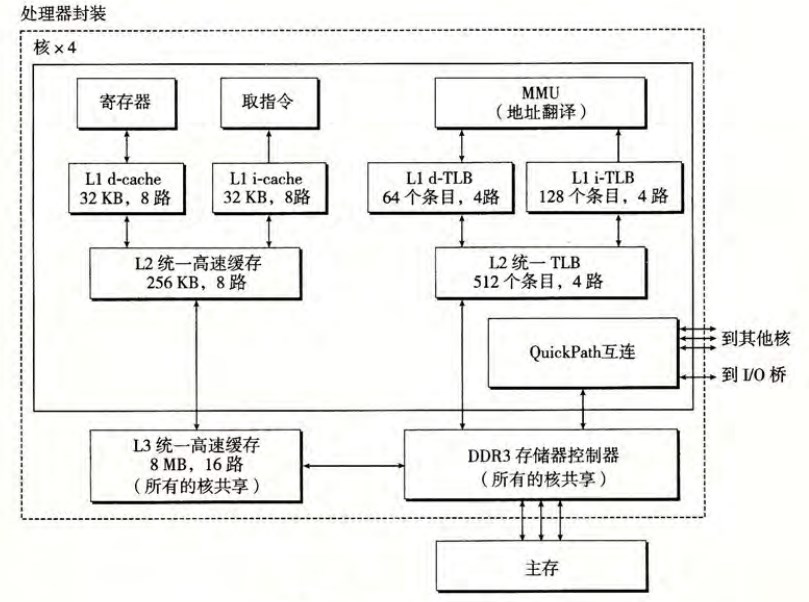 处理器封装
核×4
寄存器
取指令
MMU
（地址翻译）
L1 d-cache
32 KB，8 路
L1 i-cache
32 KB，8路
L1 d-TLB
64 个条目，4路
L1 i-TLB
128 个条目，4 路
L2 统一高速缓存
256 KB，8 路
L2 统一 TLB
512 个条目，4 路
QuickPath互连
到其他核
到 I/O 桥
L3 统一高速缓存
8 MB，16 路
（所有的核共享）
DDR3 存储器控制器
（所有的核共享）
主存